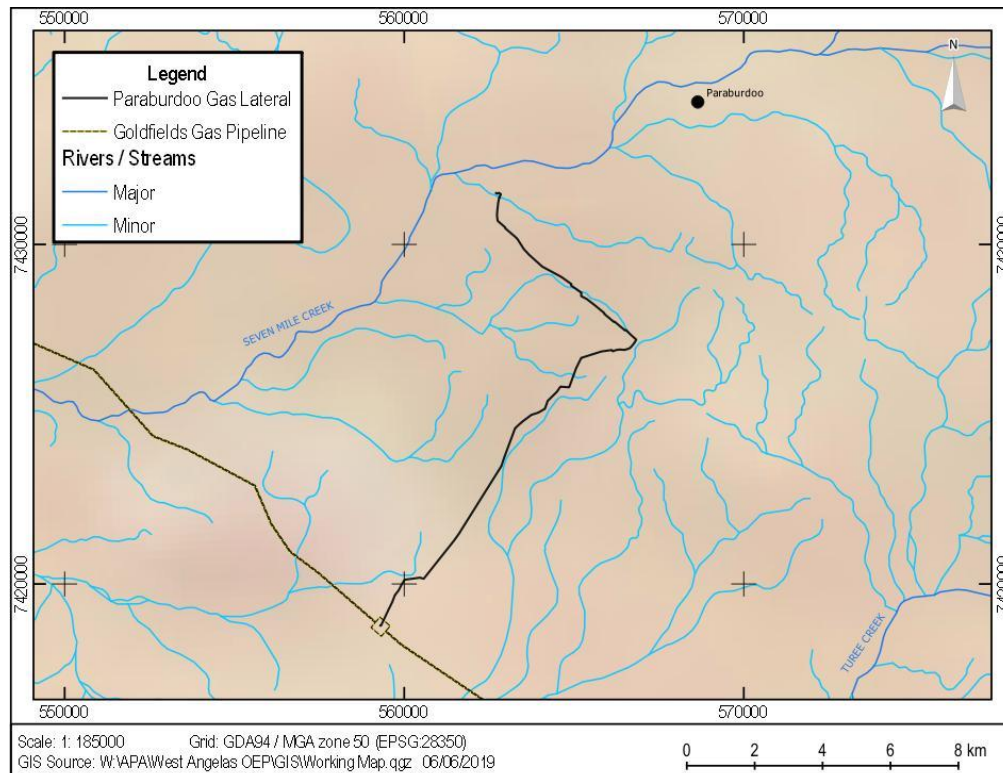 550000 560000 570000
N
Legend
Paraburdoo Gas Lateral
Goldfields Gas Pipeline
Rivers / Streams
Major
Minor
Paraburdoo
7430000
7430000
SEVEN MILE CREEK
7420000
7420000
TUREE CREEK
550000 560000 570000
Scale: 1: 185000 Grid: GDA94 / MGA zone 50 (EPSG:28350)
GIS Source: W:\APA\West Angelas OEP\GIS\Working Map.qgz 06/06/2019
0 2 4 6 8 km